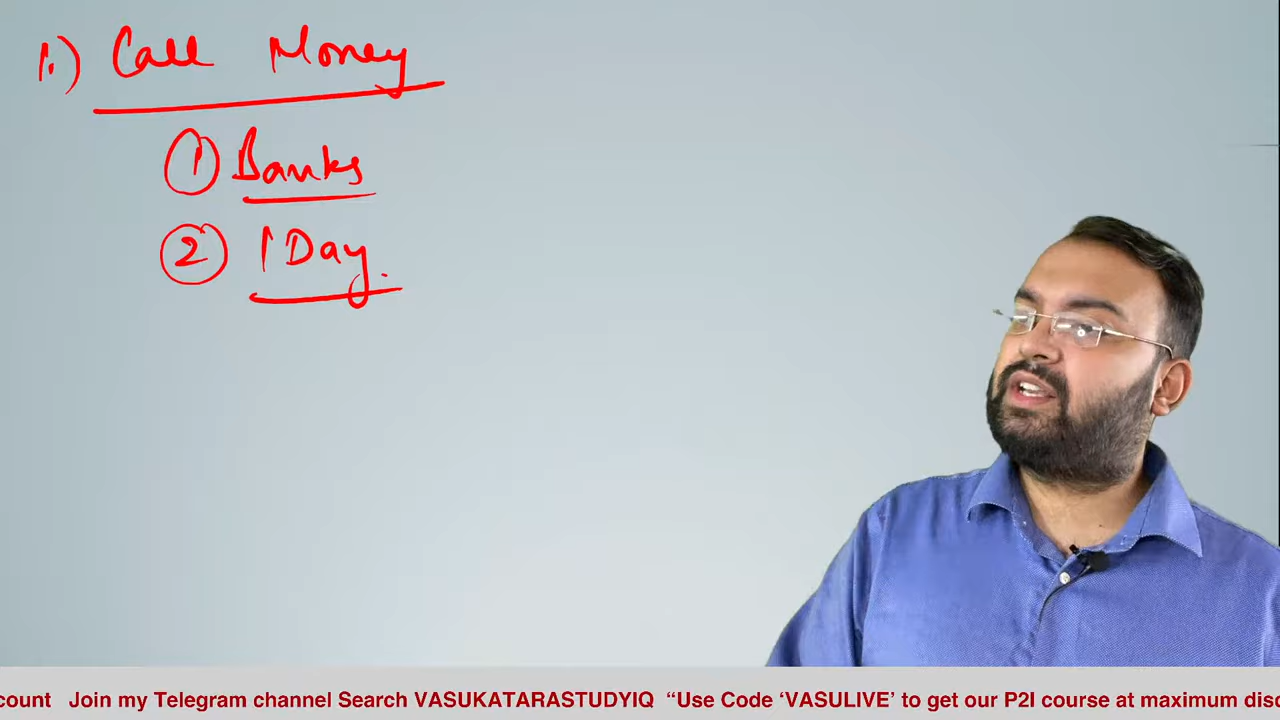 1.) Call Money
① Banks
② 1 Day.
count Join my Telegram channel Search VASUKATARASTUDYIQ “Use Code ‘VASULIVE’ to get our P2I course at maximum disc